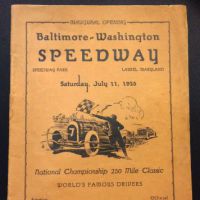 INAUGURAL OPENING
Baltimore-Washington
SPEEDWAY
SPEEDWAY PARK LAUREL, MARYLAND
Saturday, July 11, 1925
7
National Championship 250 Mile Classic
WORLD'S FAMOUS DRIVERS
Official